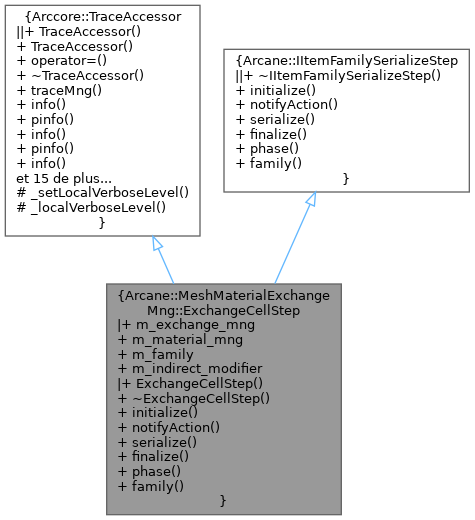 {Arccore::TraceAccessor
||+ TraceAccessor()
+ TraceAccessor()
+ operator=()
+ ~TraceAccessor()
+ traceMng()
+ info()
+ pinfo()
+ info()
+ pinfo()
+ info()
et 15 de plus...
# _setLocalVerboseLevel()
# _localVerboseLevel()
}
{Arcane::IItemFamilySerializeStep
||+ ~IItemFamilySerializeStep()
+ initialize()
+ notifyAction()
+ serialize()
+ finalize()
+ phase()
+ family()
}
{Arcane::MeshMaterialExchange
Mng::ExchangeCellStep
|+ m_exchange_mng
+ m_material_mng
+ m_family
+ m_indirect_modifier
|+ ExchangeCellStep()
+ ~ExchangeCellStep()
+ initialize()
+ notifyAction()
+ serialize()
+ finalize()
+ phase()
+ family()
}